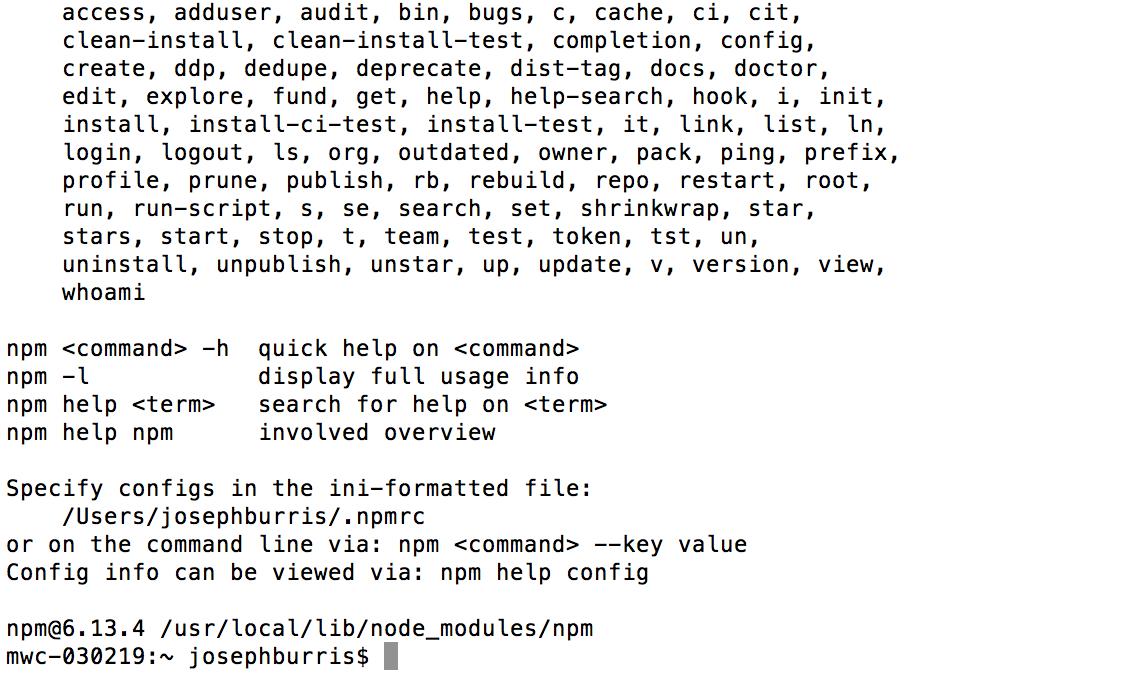 access, adduser, audit, bin, bugs, c, cache, ci, cit,
clean-install, clean-install-test, completion, config,
create, ddp, dedupe, deprecate, dist-tag, docs, doctor,
edit, explore, fund, get, help, help-search, hook, i, init,
install, install-ci-test, install-test, it, link, list, ln,
login, logout, ls, org, outdated, owner, pack, ping, prefix,
profile, prune, publish, rb, rebuild, repo, restart, root,
run, run-script, s, se, search, set, shrinkwrap, star,
stars, start, stop, t, team, test, token, tst, un,
uninstall, unpublish, unstar, up, update, v, version, view,
whoami
npm <command> -h  quick help on <command>
npm -l            display full usage info
npm help <term>   search for help on <term>
npm help npm      involved overview
Specify configs in the ini-formatted file:
    /Users/josephburris/.npmrc
or on the command line via: npm <command> --key value
Config info can be viewed via: npm help config
npm@6.13.4 /usr/local/lib/node_modules/npm
mwc-030219:~ josephburris$